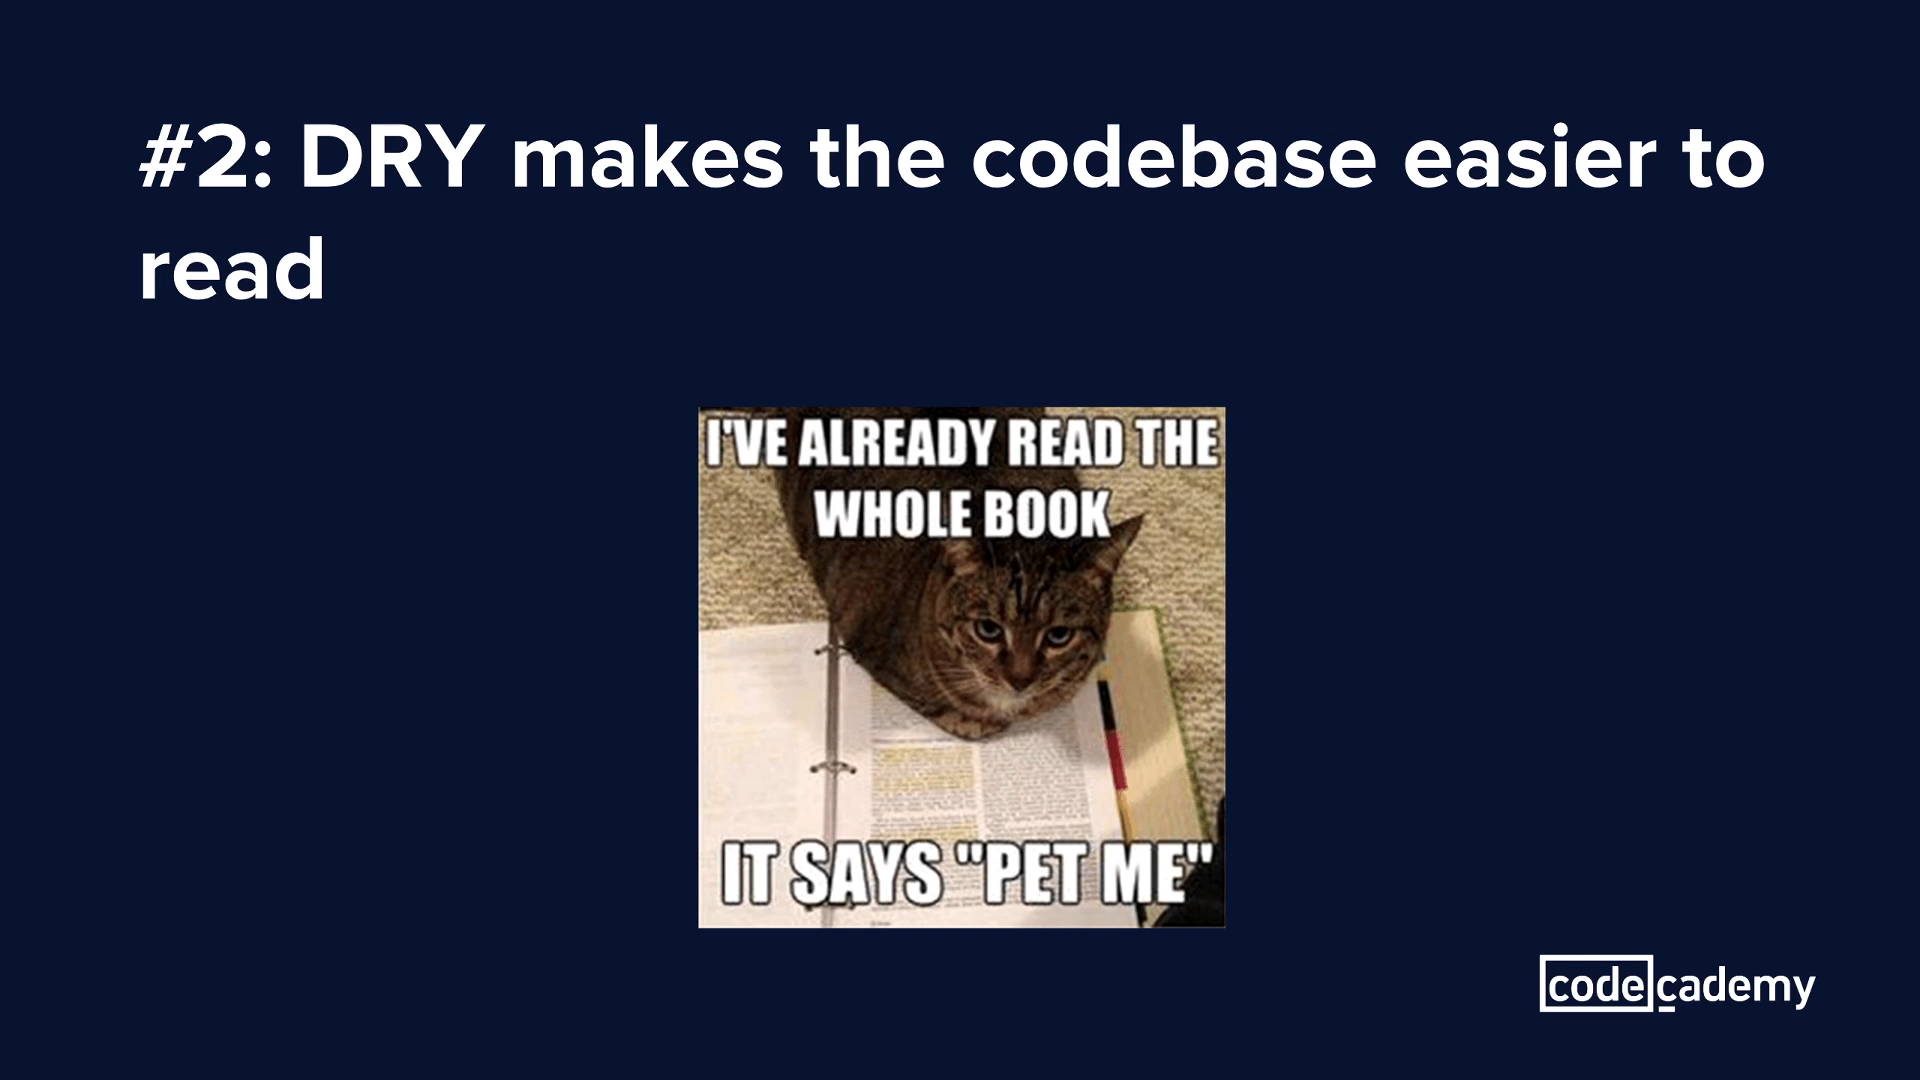 #2: DRY makes the codebase easier to
read
I'VE ALREADY READ THE
WHOLE BOOK
IT SAYS "PET ME"
codecademy